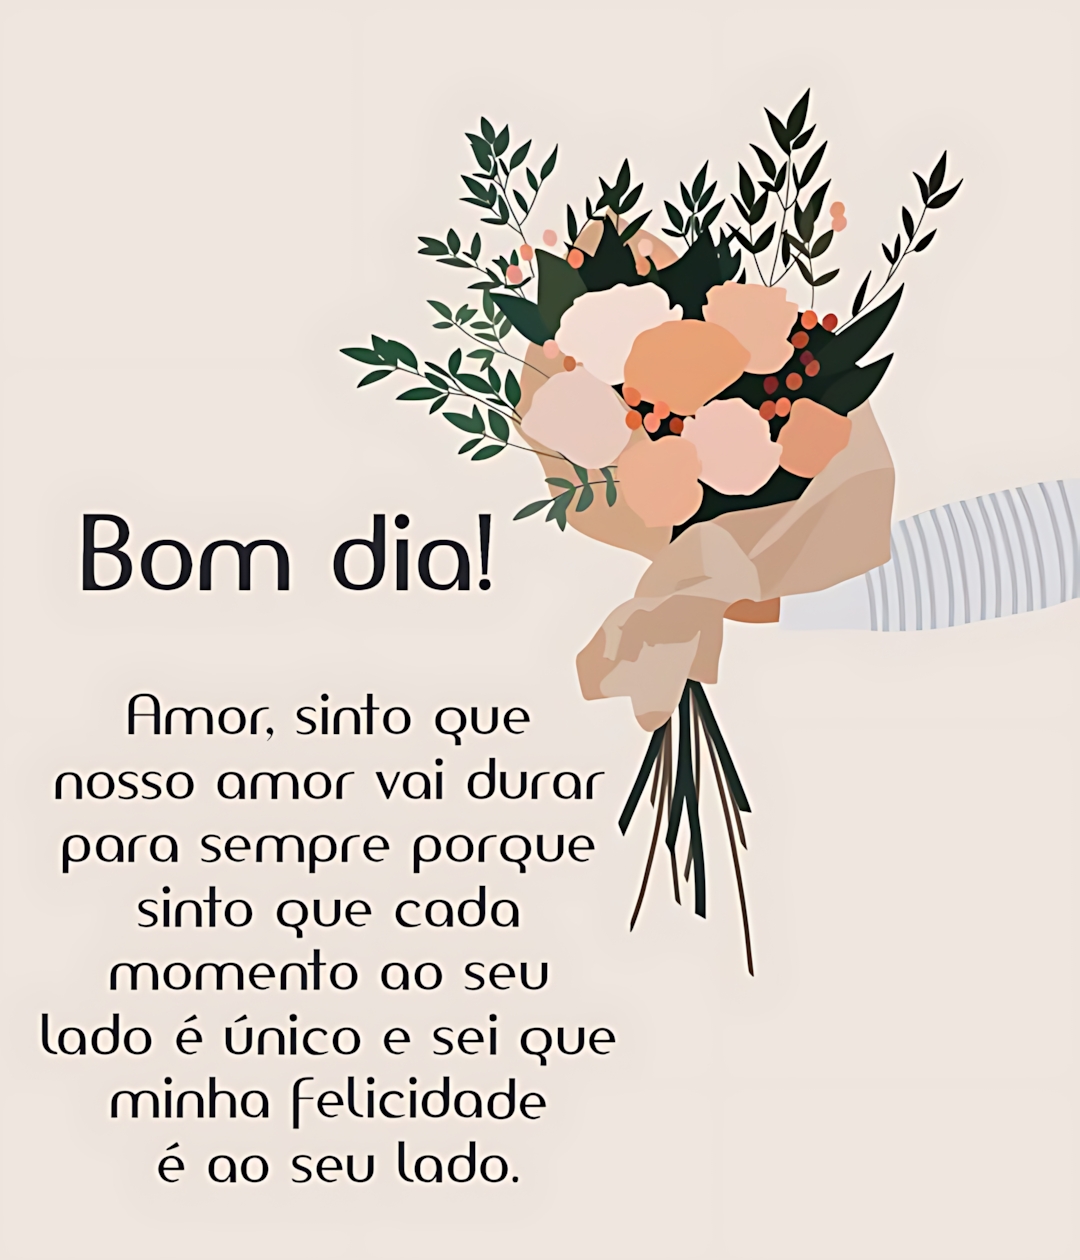 Bom dia!
Amor, sinto que
nosso amor vai durar
para sempre porque
sinto que cada
momento ao seu
lado é único e sei que
minha felicidade
é ao seu lado.